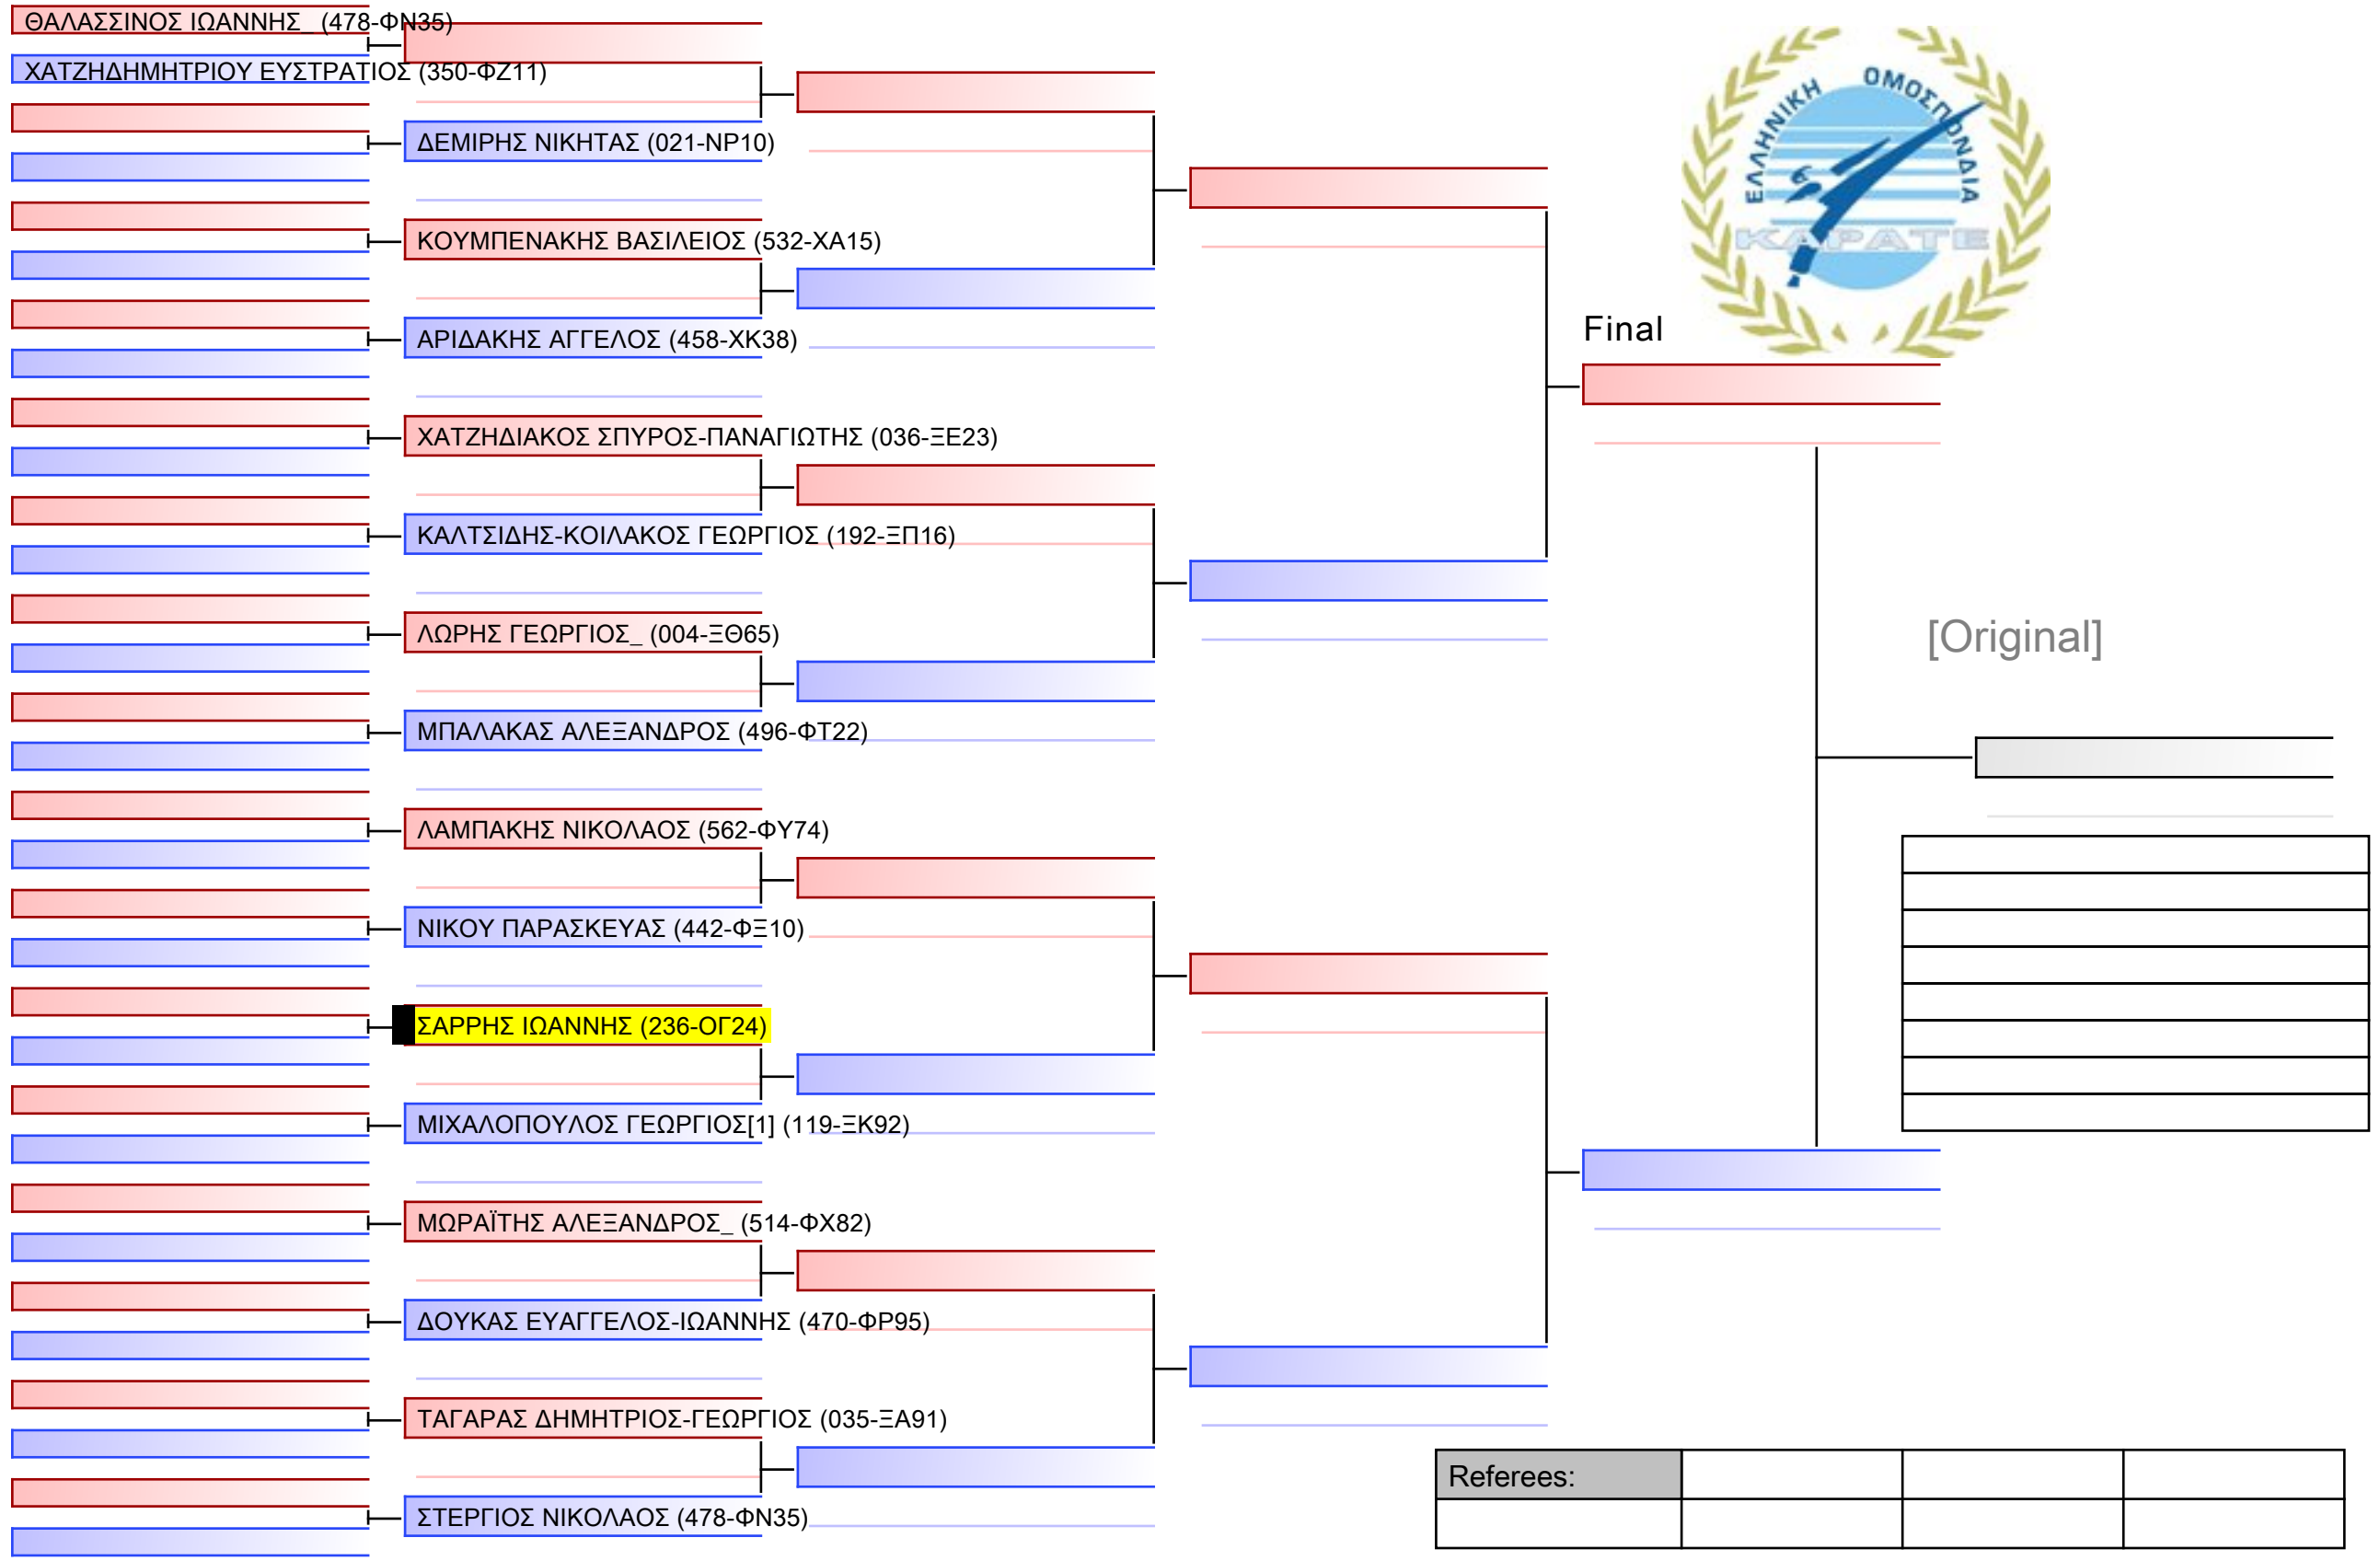 ΘΑΛΑΣΣΙΝΟΣ ΙΩΑΝΝΗΣ_ (478-ΦΝ35)
ΧΑΤΖΗΔΗΜΗΤΡΙΟΥ ΕΥΣΤΡΑΤΙΟΣ (350-ΦΖ11)
ΔΕΜΙΡΗΣ ΝΙΚΗΤΑΣ (021-ΝΡ10)
ΚΟΥΜΠΕΝΑΚΗΣ ΒΑΣΙΛΕΙΟΣ (532-ΧΑ15)
ΑΡΙΔΑΚΗΣ ΑΓΓΕΛΟΣ (458-ΧΚ38)
ΧΑΤΖΗΔΙΑΚΟΣ ΣΠΥΡΟΣ-ΠΑΝΑΓΙΩΤΗΣ (036-ΞΕ23)
ΚΑΛΤΣΙΔΗΣ-ΚΟΙΛΑΚΟΣ ΓΕΩΡΓΙΟΣ (192-ΞΠ16)
ΛΩΡΗΣ ΓΕΩΡΓΙΟΣ_ (004-ΞΘ65)
ΜΠΑΛΑΚΑΣ ΑΛΕΞΑΝΔΡΟΣ (496-ΦΤ22)
ΛΑΜΠΑΚΗΣ ΝΙΚΟΛΑΟΣ (562-ΦΥ74)
ΝΙΚΟΥ ΠΑΡΑΣΚΕΥΑΣ (442-ΦΞ10)
ΣΑΡΡΗΣ ΙΩΑΝΝΗΣ (236-ΟΓ24)
ΜΙΧΑΛΟΠΟΥΛΟΣ ΓΕΩΡΓΙΟΣ[1] (119-ΞΚ92)
ΜΩΡΑΪΤΗΣ ΑΛΕΞΑΝΔΡΟΣ_ (514-ΦΧ82)
ΔΟΥΚΑΣ ΕΥΑΓΓΕΛΟΣ-ΙΩΑΝΝΗΣ (470-ΦΡ95)
ΤΑΓΑΡΑΣ ΔΗΜΗΤΡΙΟΣ-ΓΕΩΡΓΙΟΣ (035-ΞΑ91)
ΣΤΕΡΓΙΟΣ ΝΙΚΟΛΑΟΣ (478-ΦΝ35)
ΕΛΛΗΝΙΚΗ ΟΜΟΣΠΟΝΔΙΑ
ΚΑΡΑΤΕ
Final
[Original]
Referees: